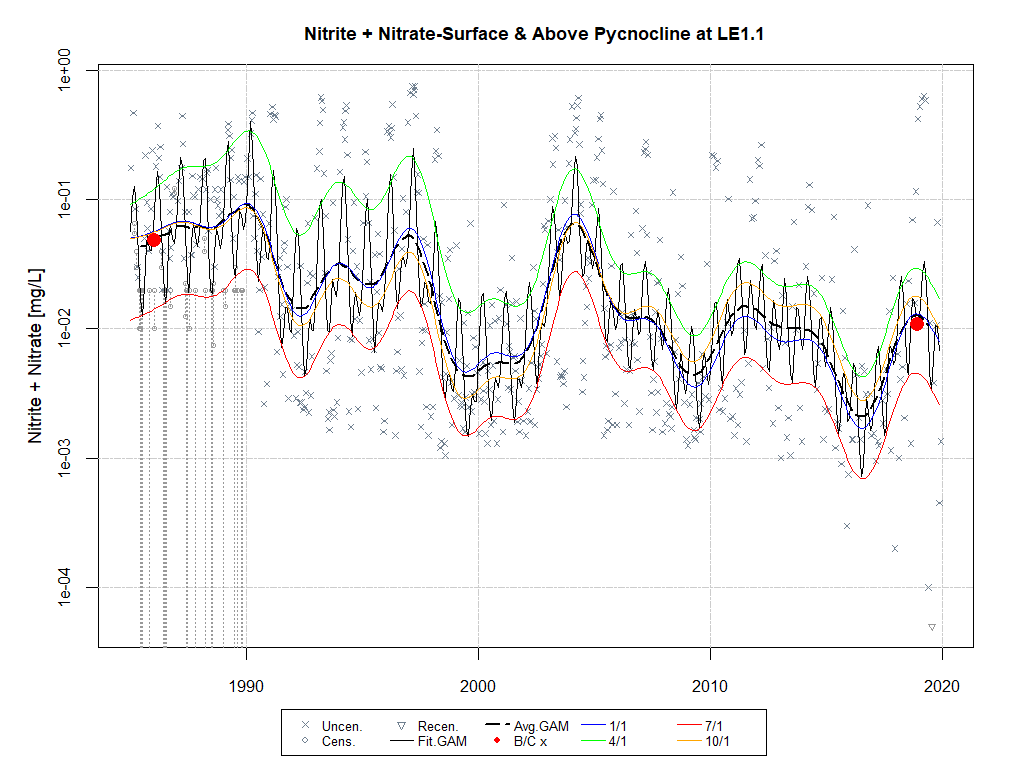 Nitrite + Nitrate-Surface & Above Pycnocline at LE1.1
Nitrite + Nitrate [mg/L]
1e+00
1e-01
1e-02
1e-03
1e-04
1990 2000 2010 2020
Uncen. Recen. Avg.GAM 1/1 7/1
Cens. Fit.GAM B/C x 4/1 10/1